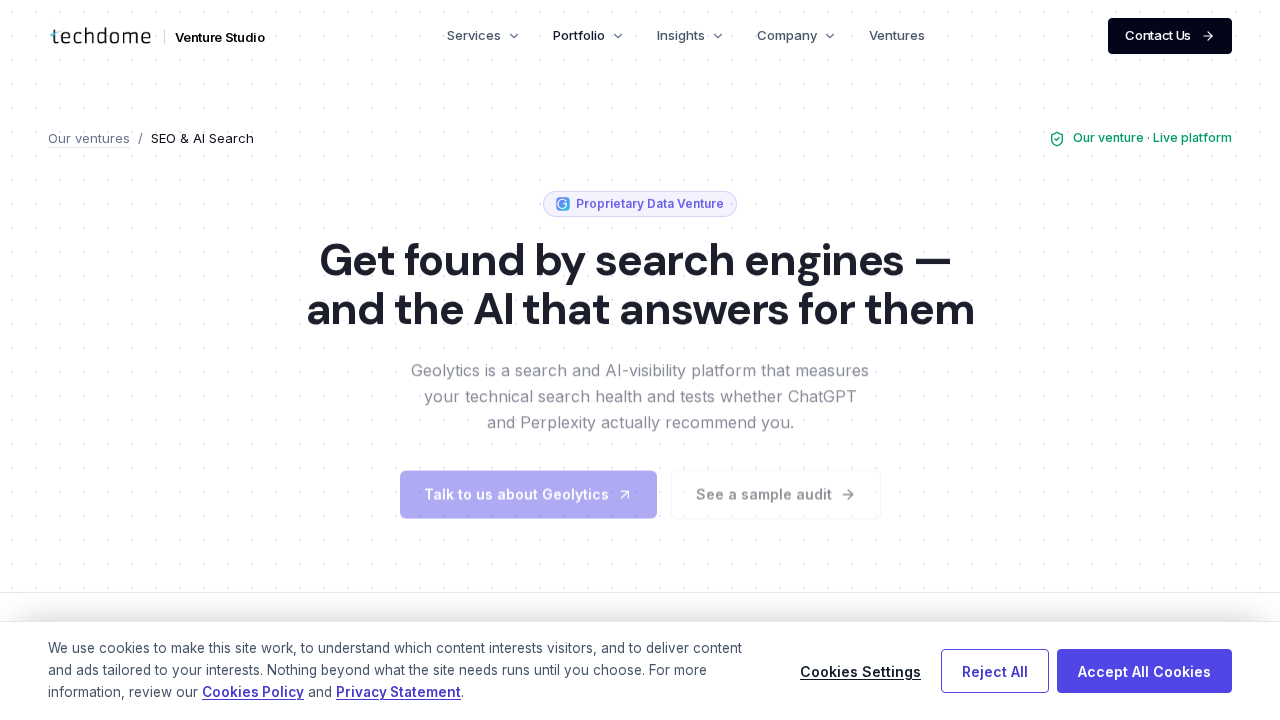 techdome
Venture Studio
Services
Portfolio
Insights
Company
Ventures
Contact Us
Our ventures / SEO & AI Search
Our venture · Live platform
Proprietary Data Venture
Get found by search engines —
and the AI that answers for them
Geolytics is a search and AI-visibility platform that measures
your technical search health and tests whether ChatGPT
and Perplexity actually recommend you.
Talk to us about Geolytics
See a sample audit
We use cookies to make this site work, to understand which content interests visitors, and to deliver content
and ads tailored to your interests. Nothing beyond what the site needs runs until you choose. For more
information, review our Cookies Policy and Privacy Statement.
Cookies Settings
Reject All
Accept All Cookies